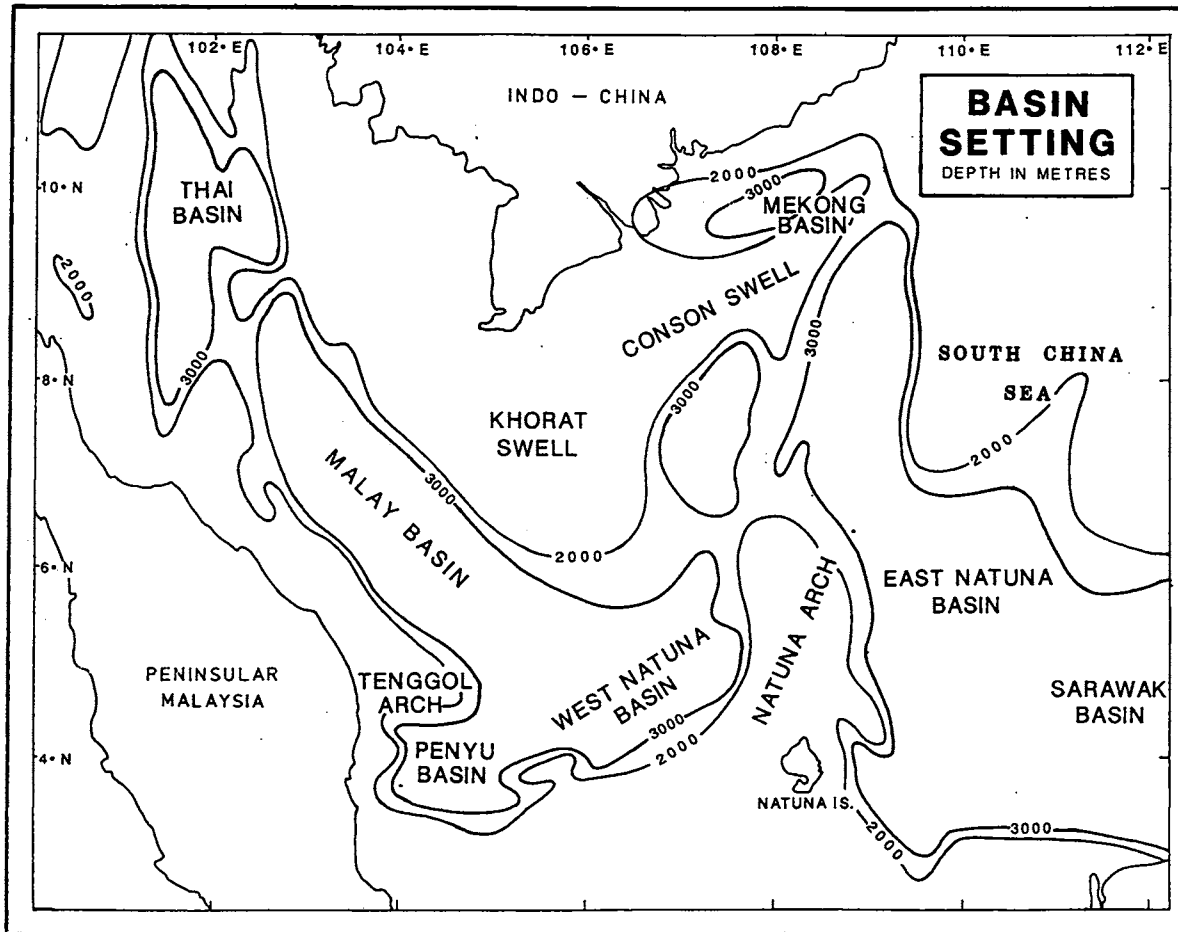 102°E
104°E
106°E
108°E
110°E
112°E
INDO – CHINA
BASIN
SETTING
DEPTH IN METRES
10°N
THAI
BASIN
2000
3000
MEKONG
BASIN
2000
CONSON SWELL
3000
SOUTH CHINA
SEA
8°N
3000
3000
2000
KHORAT
SWELL
MALAY BASIN
3000
2000
6°N
EAST NATUNA
BASIN
NATUNA ARCH
PENINSULAR
MALAYSIA
TENGGOL
ARCH
WEST NATUNA
BASIN
SARAWAK
BASIN
3000
2000
4°N
PENYU
BASIN
NATUNA IS.
2000
3000